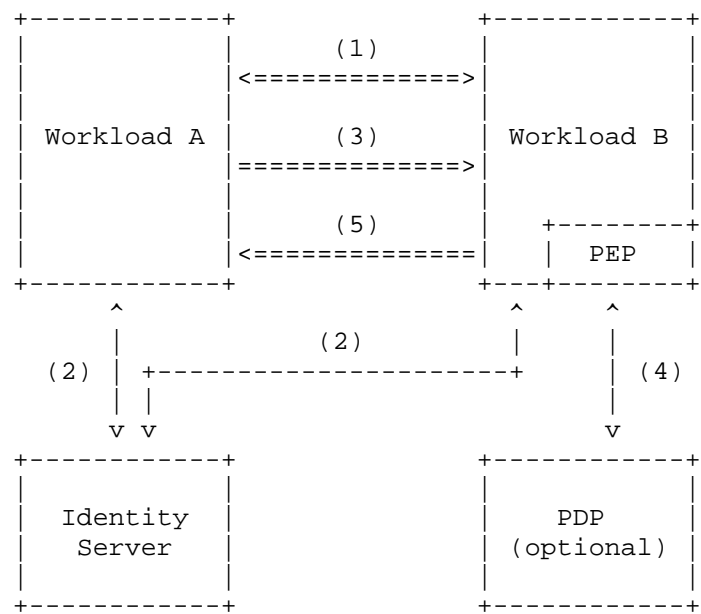 (1)
Workload A (3) Workload B
(5)
PEP
(2)
(2) (4)
v v v
Identity PDP
Server (optional)